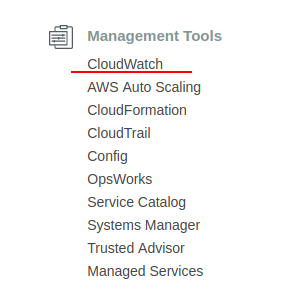 Management Tools
CloudWatch
AWS Auto Scaling
CloudFormation
CloudTrail
Config
OpsWorks
Service Catalog
Systems Manager
Trusted Advisor
Managed Services